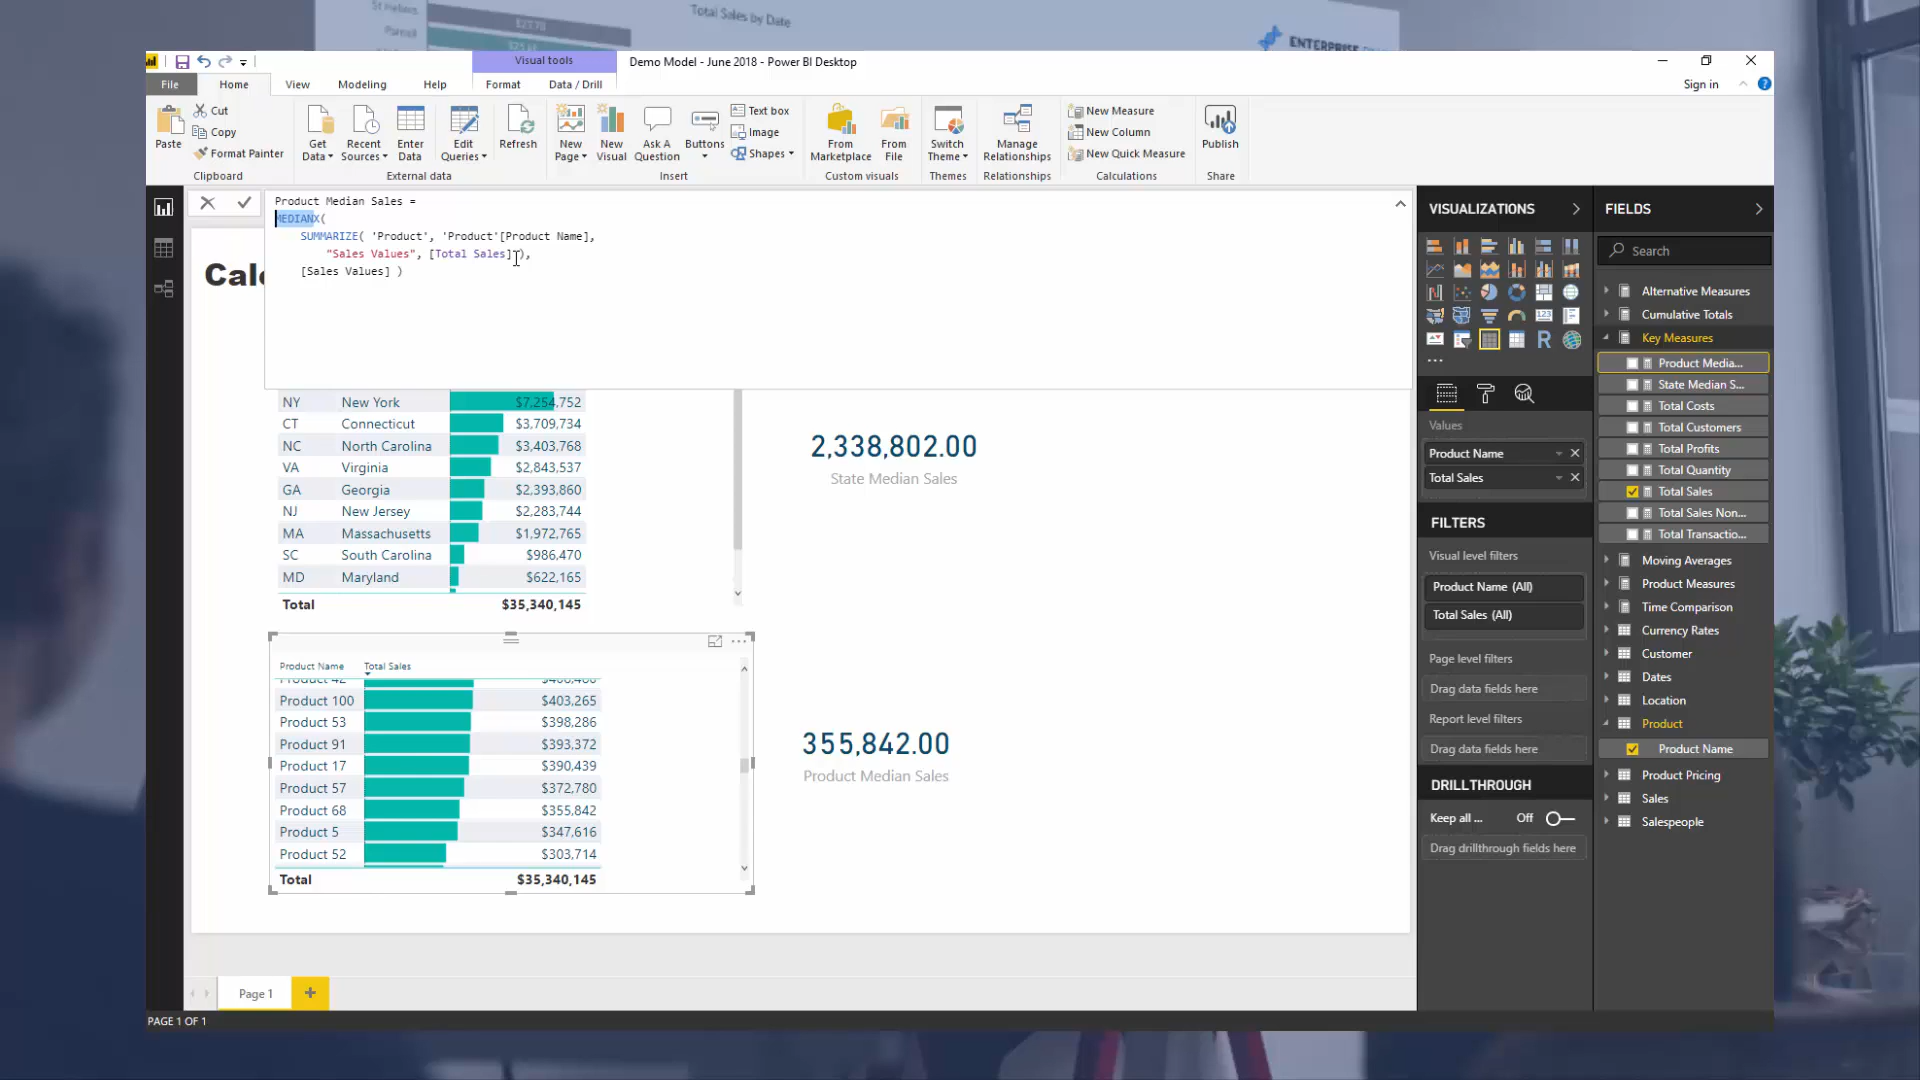 St Heliers
$27.7B
Total Sales by Date
Parnell
ENTERPRISE
Visual tools
Demo Model - June 2018 - Power BI Desktop
File
Home
View
Modeling
Help
Format
Data / Drill
Sign in
Paste
Cut
Copy
Format Painter
Clipboard
Get Data
Recent Sources
Enter Data
Edit Queries
Refresh
External data
New Page
New Visual
Ask A Question
Buttons
Text box
Image
Shapes
Insert
From Marketplace
From File
Custom visuals
Switch Theme
Themes
Manage Relationships
Relationships
New Measure
New Column
New Quick Measure
Calculations
Publish
Share
Product Median Sales =
MEDIANX(
SUMMARIZE( 'Product', 'Product'[Product Name],
"Sales Values", [Total Sales] ),
[Sales Values] )
Calc
NY New York $7,254,752
CT Connecticut $3,709,734
NC North Carolina $3,403,768
VA Virginia $2,843,537
GA Georgia $2,393,860
NJ New Jersey $2,283,744
MA Massachusetts $1,972,765
SC South Carolina $986,470
MD Maryland $622,165
Total $35,340,145
2,338,802.00
State Median Sales
Product Name Total Sales
Product 42
Product 100 $403,265
Product 53 $398,286
Product 91 $393,372
Product 17 $390,439
Product 57 $372,780
Product 68 $355,842
Product 5 $347,616
Product 52 $303,714
Total $35,340,145
355,842.00
Product Median Sales
Page 1
PAGE 1 OF 1
VISUALIZATIONS
Values
Product Name
Total Sales
FILTERS
Visual level filters
Product Name (All)
Total Sales (All)
Page level filters
Drag data fields here
Report level filters
Drag data fields here
DRILLTHROUGH
Keep all ... Off
Drag drillthrough fields here
FIELDS
Search
Alternative Measures
Cumulative Totals
Key Measures
Product Media...
State Median S...
Total Costs
Total Customers
Total Profits
Total Quantity
Total Sales
Total Sales Non...
Total Transactio...
Moving Averages
Product Measures
Time Comparison
Currency Rates
Customer
Dates
Location
Product
Product Name
Product Pricing
Sales
Salespeople